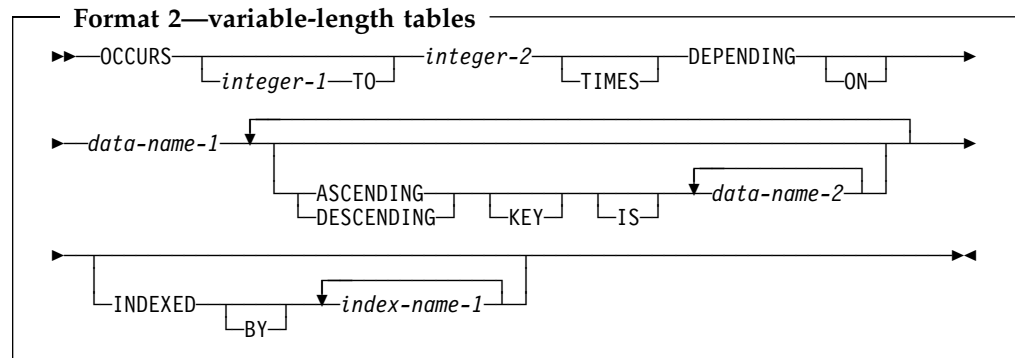 Format 2—variable-length tables
OCCURS integer-1 TO integer-2 TIMES DEPENDING ON
data-name-1
ASCENDING
DESCENDING KEY IS data-name-2
INDEXED BY index-name-1